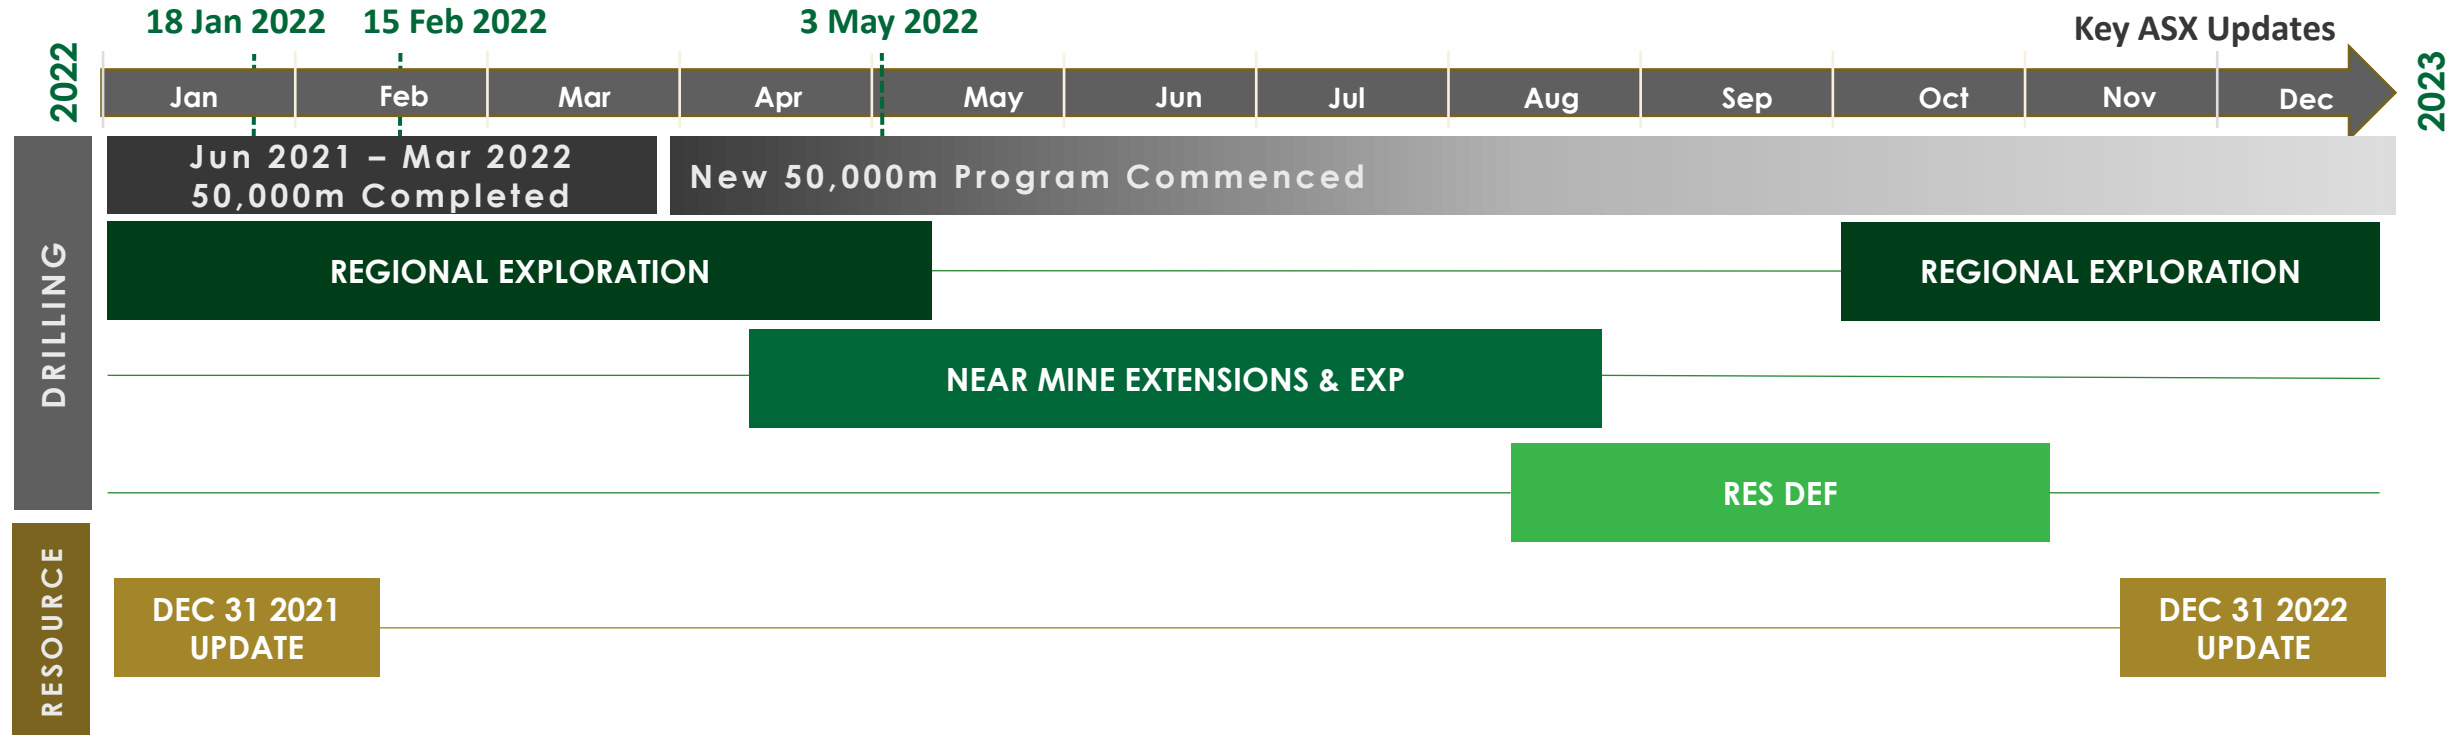 18 Jan 2022 15 Feb 2022 3 May 2022
Key ASX Updates
2022
Jan Feb Mar Apr May Jun Jul Aug Sep Oct Nov Dec
2023
DRILLING
Jun 2021 – Mar 2022
50,000m Completed
New 50,000m Program Commenced
REGIONAL EXPLORATION
REGIONAL EXPLORATION
NEAR MINE EXTENSIONS & EXP
RES DEF
RESOURCE
DEC 31 2021
UPDATE
DEC 31 2022
UPDATE